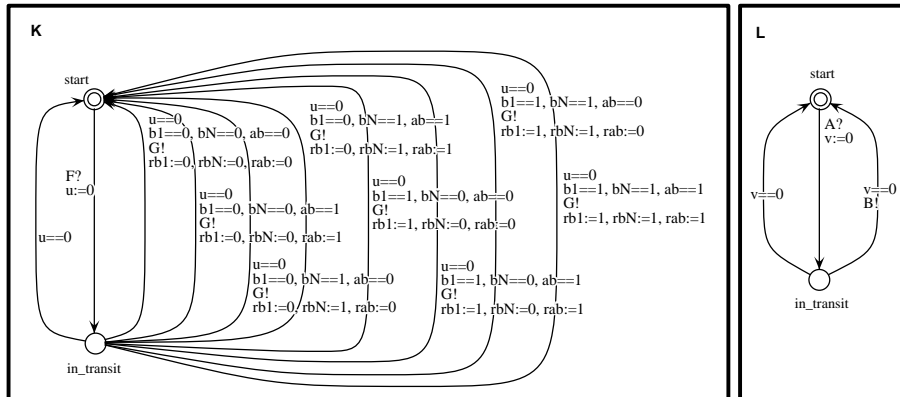 K
start
F?
u:=0
u==0
in_transit
u==0
b1==0, bN==0, ab==0
G!
rb1:=0, rbN:=0, rab:=0
u==0
b1==0, bN==0, ab==1
G!
rb1:=0, rbN:=0, rab:=1
u==0
b1==0, bN==1, ab==0
G!
rb1:=0, rbN:=1, rab:=0
u==0
b1==0, bN==1, ab==1
G!
rb1:=0, rbN:=1, rab:=1
u==0
b1==1, bN==0, ab==0
G!
rb1:=1, rbN:=0, rab:=0
u==0
b1==1, bN==0, ab==1
G!
rb1:=1, rbN:=0, rab:=1
u==0
b1==1, bN==1, ab==0
G!
rb1:=1, rbN:=1, rab:=0
u==0
b1==1, bN==1, ab==1
G!
rb1:=1, rbN:=1, rab:=1
L
start
A?
v:=0
v==0
v==0
B!
in_transit